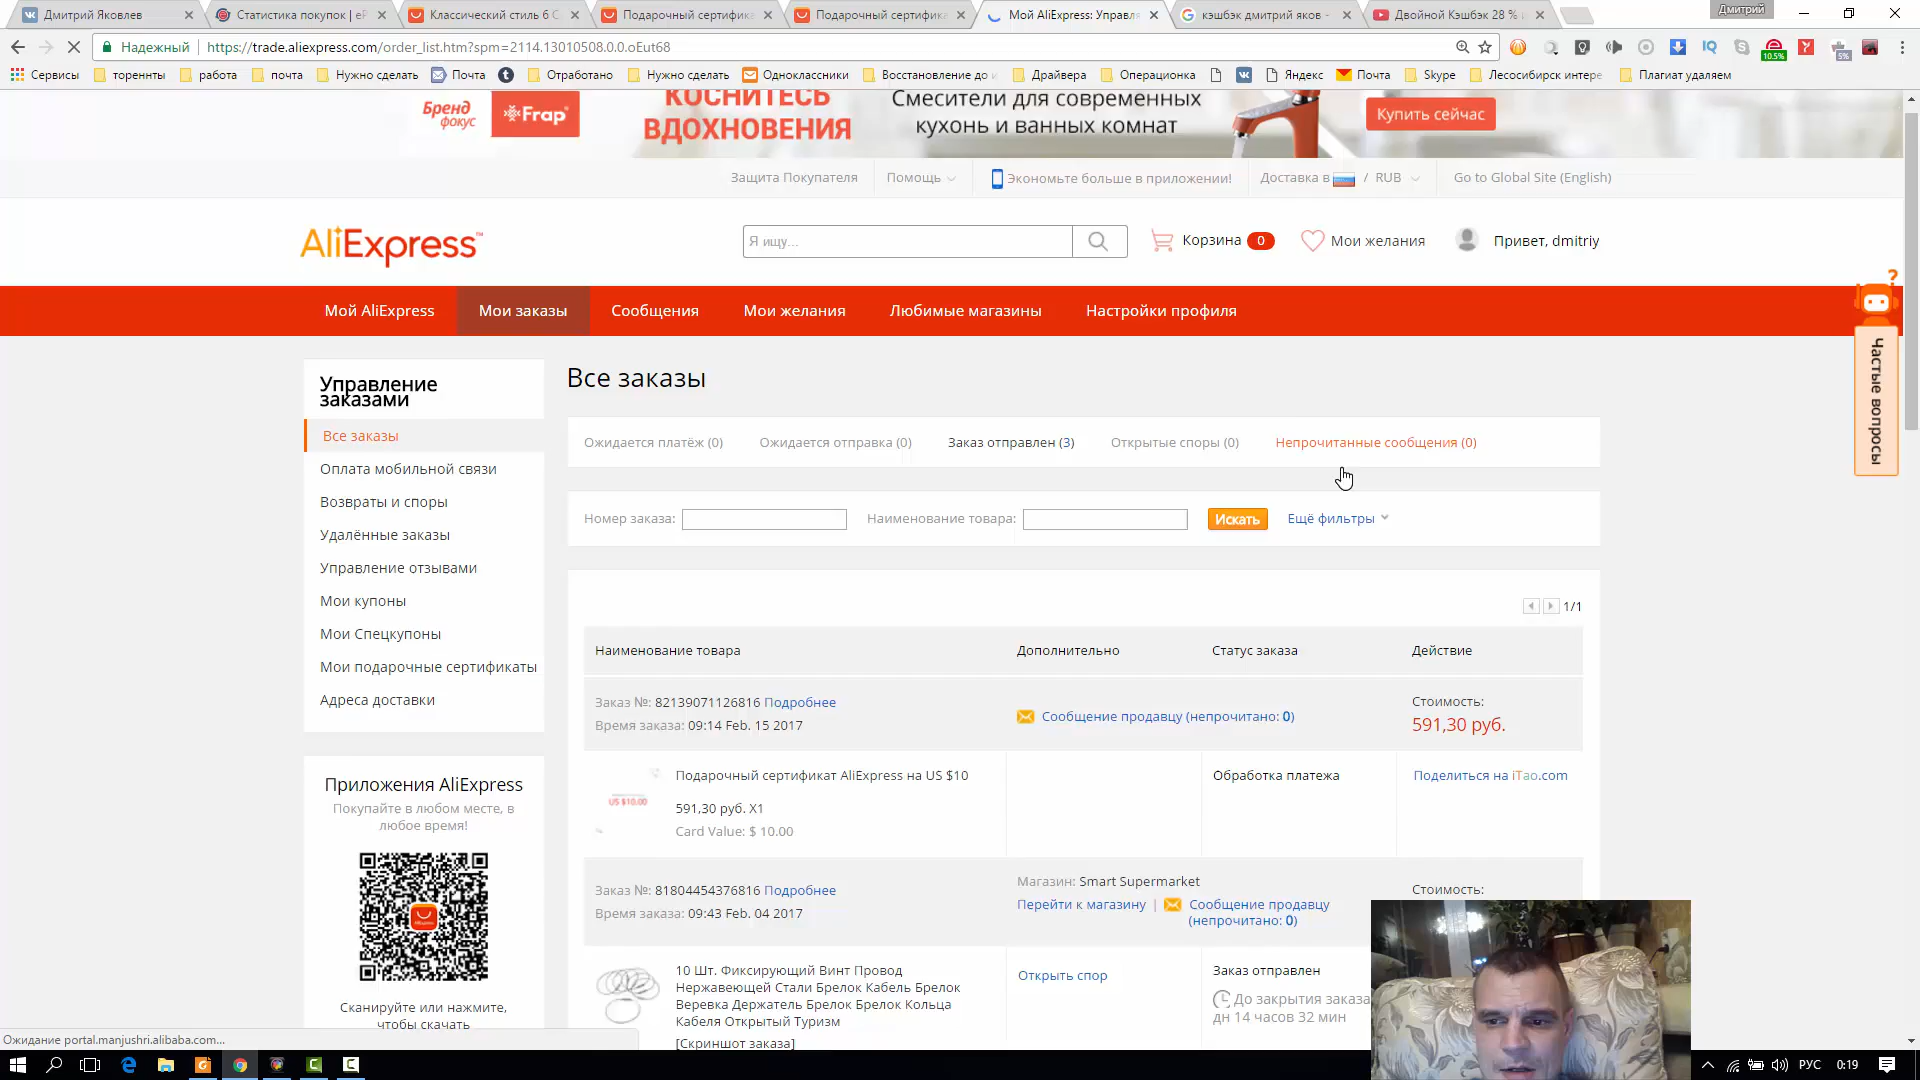 Дмитрий Яковлев
Статистика покупок | eP
Классический стиль 6 С
Подарочный сертифика
Подарочный сертифика
Мой AliExpress: Управл
кэшбэк дмитрий яков -
Двойной Кэшбэк 28 %
Дмитрий
Надежный
https://trade.aliexpress.com/order_list.htm?spm=2114.13010508.0.0.oEut68
10.5%
5%
Сервисы
тореннты
работа
почта
Нужно сделать
Почта
Отработано
Нужно сделать
Одноклассники
Восстановление до
Драйвера
Операционка
Яндекс
Почта
Skype
Лесосибирск интере
Плагиат удаляем
Бренд фокус
Frap
КОСНИТЕСЬ
ВДОХНОВЕНИЯ
Смесители для современных
кухонь и ванных комнат
Купить сейчас
Защита Покупателя
Помощь
Экономьте больше в приложении!
Доставка в / RUB
Go to Global Site (English)
AliExpress™
Я ищу...
Корзина 0
Мои желания
Привет, dmitriy
Мой AliExpress
Мои заказы
Сообщения
Мои желания
Любимые магазины
Настройки профиля
?
Частые вопросы
Управление
заказами
Все заказы
Оплата мобильной связи
Возвраты и споры
Удалённые заказы
Управление отзывами
Мои купоны
Мои Спецкупоны
Мои подарочные сертификаты
Адреса доставки
Приложения AliExpress
Покупайте в любом месте, в
любое время!
Сканируйте или нажмите,
чтобы скачать
Все заказы
Ожидается платёж (0)
Ожидается отправка (0)
Заказ отправлен (3)
Открытые споры (0)
Непрочитанные сообщения (0)
Номер заказа:
Наименование товара:
Искать
Ещё фильтры
1/1
Наименование товара
Дополнительно
Статус заказа
Действие
Заказ №: 82139071126816 Подробнее
Время заказа: 09:14 Feb. 15 2017
Сообщение продавцу (непрочитано: 0)
Стоимость:
591,30 руб.
US $10.00
Подарочный сертификат AliExpress на US $10
591,30 руб. X1
Card Value: $ 10.00
Обработка платежа
Поделиться на iTao.com
Заказ №: 81804454376816 Подробнее
Время заказа: 09:43 Feb. 04 2017
Магазин: Smart Supermarket
Перейти к магазину | Сообщение продавцу
(непрочитано: 0)
Стоимость:
10 Шт. Фиксирующий Винт Провод
Нержавеющей Стали Брелок Кабель Брелок
Веревка Держатель Брелок Брелок Кольца
Кабеля Открытый Туризм
[Скриншот заказа]
Открыть спор
Заказ отправлен
До закрытия заказа
дн 14 часов 32 мин
Ожидание portal.manjushri.alibaba.com...
РУС
0:19